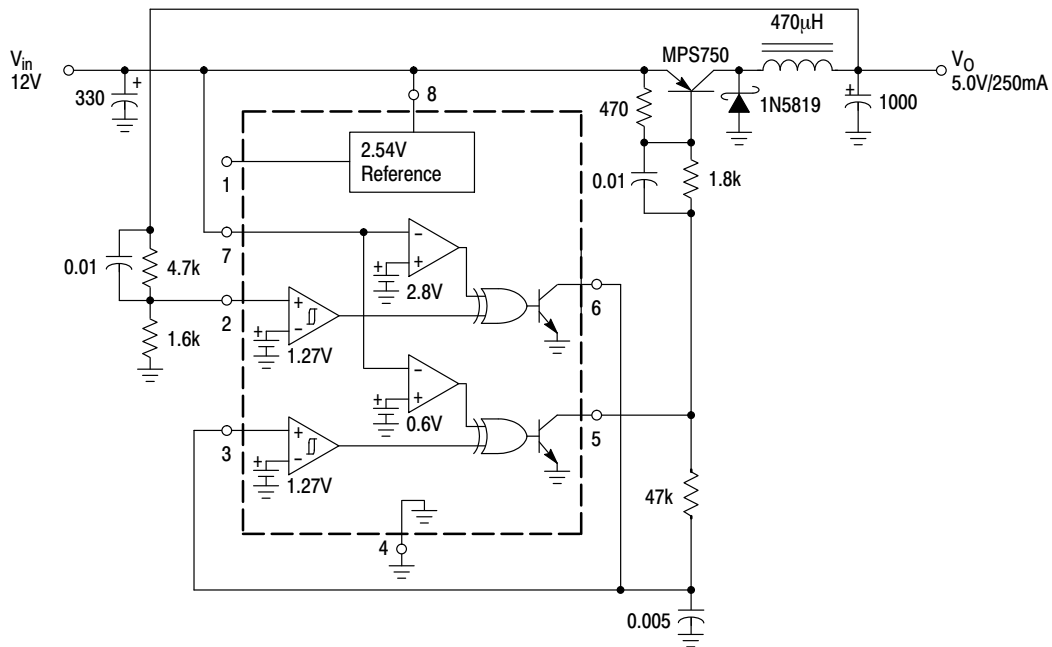 470μH
MPS750
Vin
12V
VO
5.0V/250mA
330
+
8
470
1N5819
+
1000
2.54V
Reference
1
0.01
1.8k
7
–
+
+
2.8V
0.01
4.7k
6
2
+
–
+
1.27V
1.6k
–
+
+
0.6V
5
3
+
–
+
1.27V
47k
4
0.005